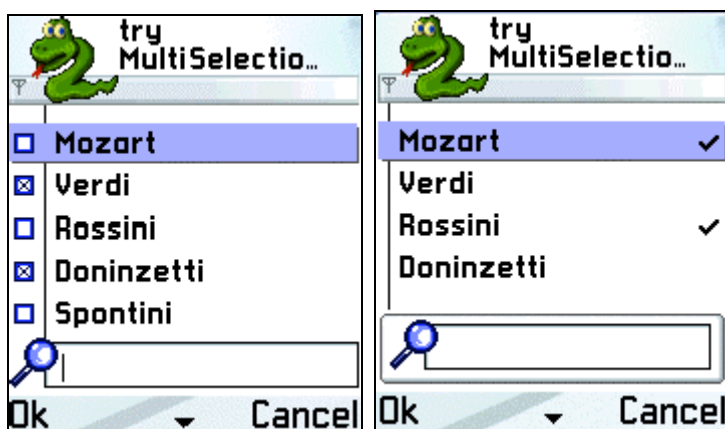 try
MultiSelectio...
Mozart
Verdi
Rossini
Doninzetti
Spontini
Ok Cancel
try
MultiSelectio...
Mozart
Verdi
Rossini
Doninzetti
Ok Cancel